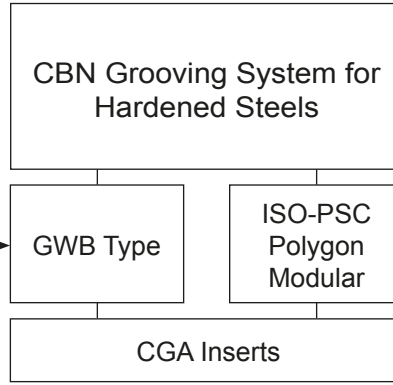 CBN Grooving System for
Hardened Steels
GWB Type
ISO-PSC
Polygon
Modular
CGA Inserts